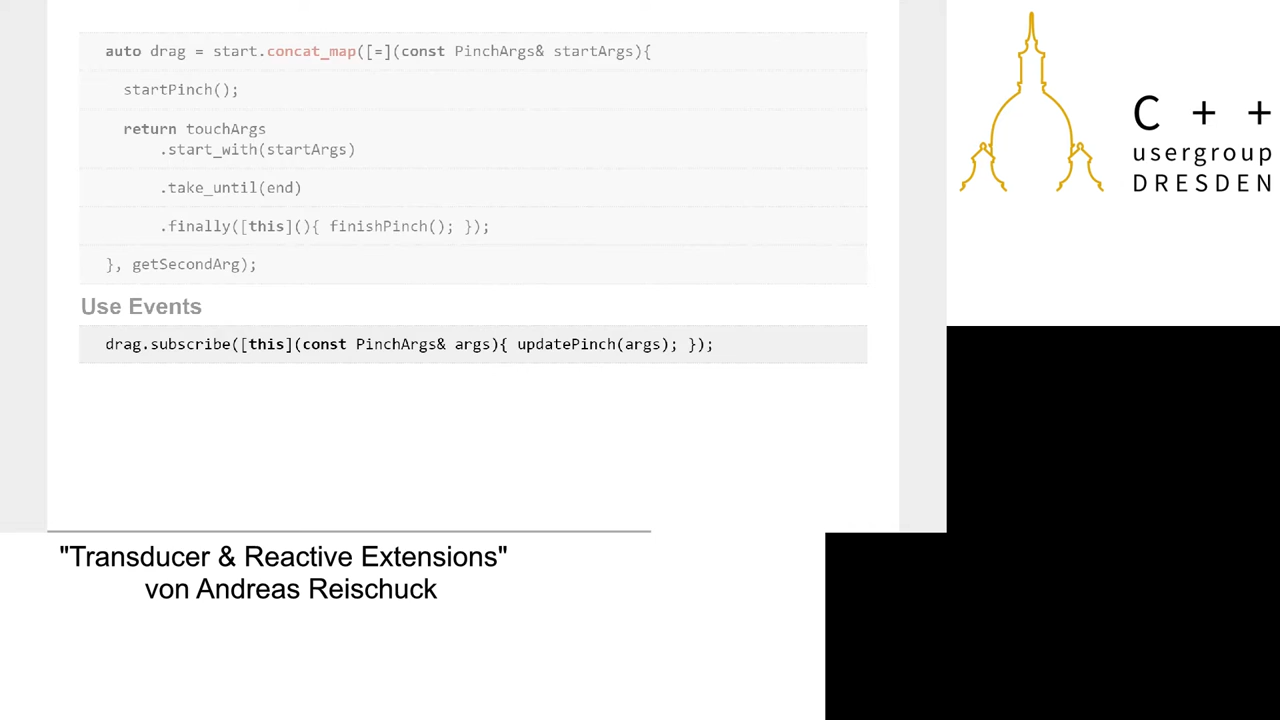 auto drag = start.concat_map([=](const PinchArgs& startArgs){
startPinch();
return touchArgs
.start_with(startArgs)
.take_until(end)
.finally([this](){ finishPinch(); });
}, getSecondArg);
Use Events
drag.subscribe([this](const PinchArgs& args){ updatePinch(args); });
"Transducer & Reactive Extensions"
von Andreas Reischuck
C + +
usergroup
DRESDEN